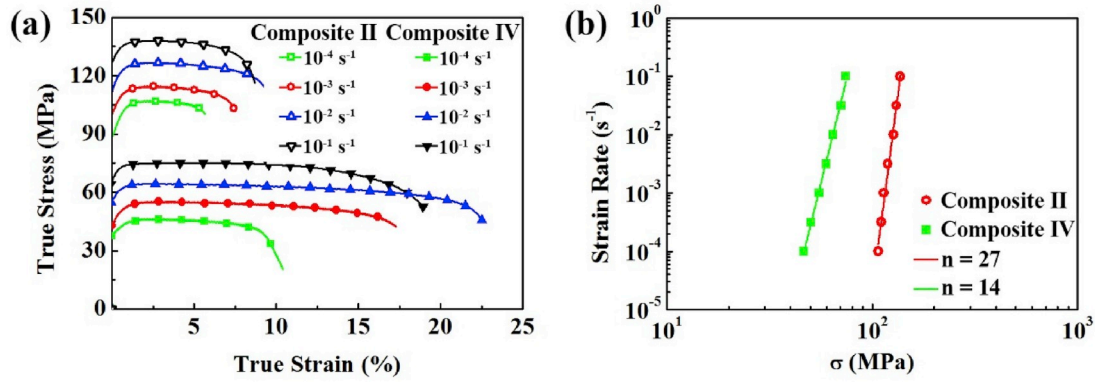 (a)
150
120
90
60
30
0
True Stress (MPa)
Composite II Composite IV
10⁻⁴ s⁻¹ 10⁻⁴ s⁻¹
10⁻³ s⁻¹ 10⁻³ s⁻¹
10⁻² s⁻¹ 10⁻² s⁻¹
10⁻¹ s⁻¹ 10⁻¹ s⁻¹
5 10 15 20 25
True Strain (%)
(b)
10⁰
10⁻¹
10⁻²
10⁻³
10⁻⁴
10⁻⁵
Strain Rate (s⁻¹)
Composite II
Composite IV
n = 27
n = 14
10¹ 10² 10³
σ (MPa)